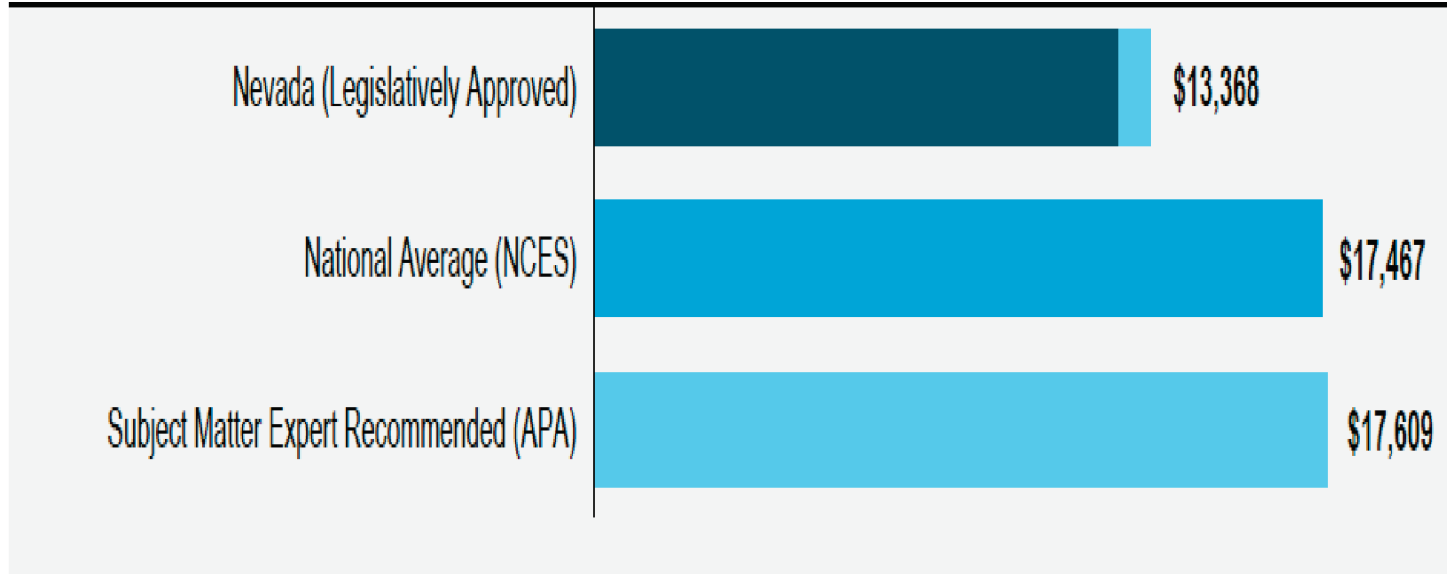 Nevada (Legislatively Approved) $13,368
National Average (NCES) $17,467
Subject Matter Expert Recommended (APA) $17,609